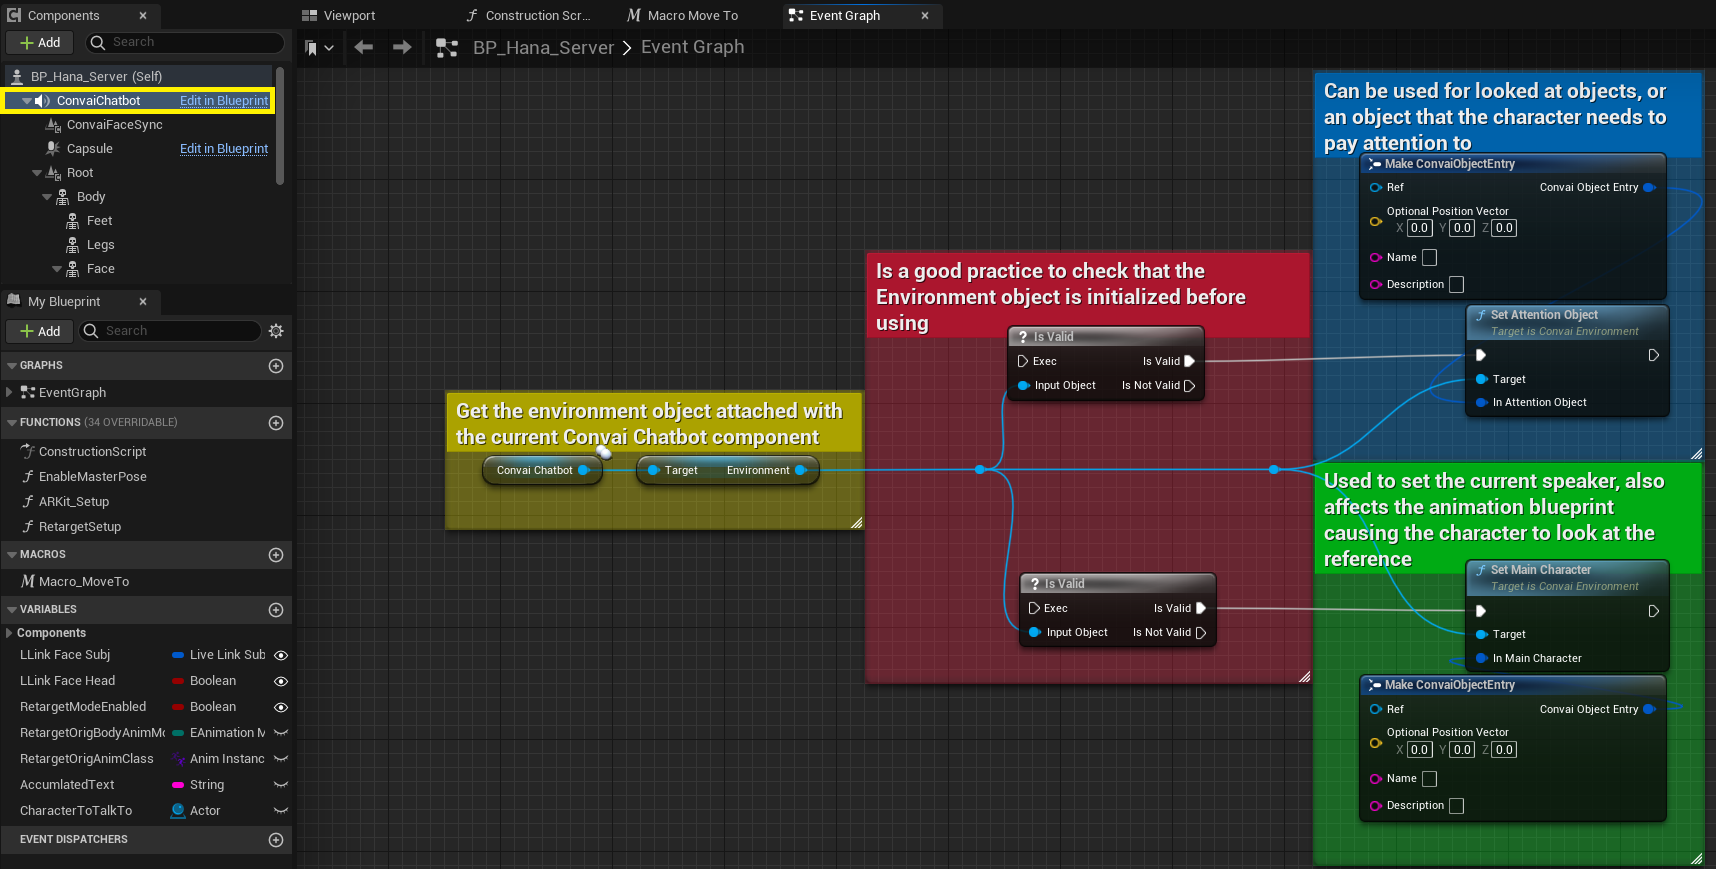 Components
Add
Search
BP_Hana_Server (Self)
ConvaiChatbot Edit in Blueprint
ConvaiFaceSync
Capsule Edit in Blueprint
Root
Body
Feet
Legs
Face
My Blueprint
Add
Search
GRAPHS
EventGraph
FUNCTIONS (34 OVERRIDABLE)
ConstructionScript
EnableMasterPose
ARKit_Setup
RetargetSetup
MACROS
Macro_MoveTo
VARIABLES
Components
LLink Face Subj Live Link Sub
LLink Face Head Boolean
RetargetModeEnabled Boolean
RetargetOrigBodyAnimMo EAnimation M
RetargetOrigAnimClass Anim Instanc
AccumlatedText String
CharacterToTalkTo Actor
EVENT DISPATCHERS
Viewport
Construction Scr...
Macro Move To
Event Graph
BP_Hana_Server > Event Graph
Get the environment object attached with
the current Convai Chatbot component
Convai Chatbot
Target Environment
Is a good practice to check that the
Environment object is initialized before
using
? Is Valid
Exec Is Valid
Input Object Is Not Valid
? Is Valid
Exec Is Valid
Input Object Is Not Valid
Can be used for looked at objects, or
an object that the character needs to
pay attention to
Make ConvaiObjectEntry
Ref Convai Object Entry
Optional Position Vector
X 0.0 Y 0.0 Z 0.0
Name
Description
f Set Attention Object
Target is Convai Environment
Target
In Attention Object
Used to set the current speaker, also
affects the animation blueprint
causing the character to look at the
reference
f Set Main Character
Target is Convai Environment
Target
In Main Character
Make ConvaiObjectEntry
Ref Convai Object Entry
Optional Position Vector
X 0.0 Y 0.0 Z 0.0
Name
Description